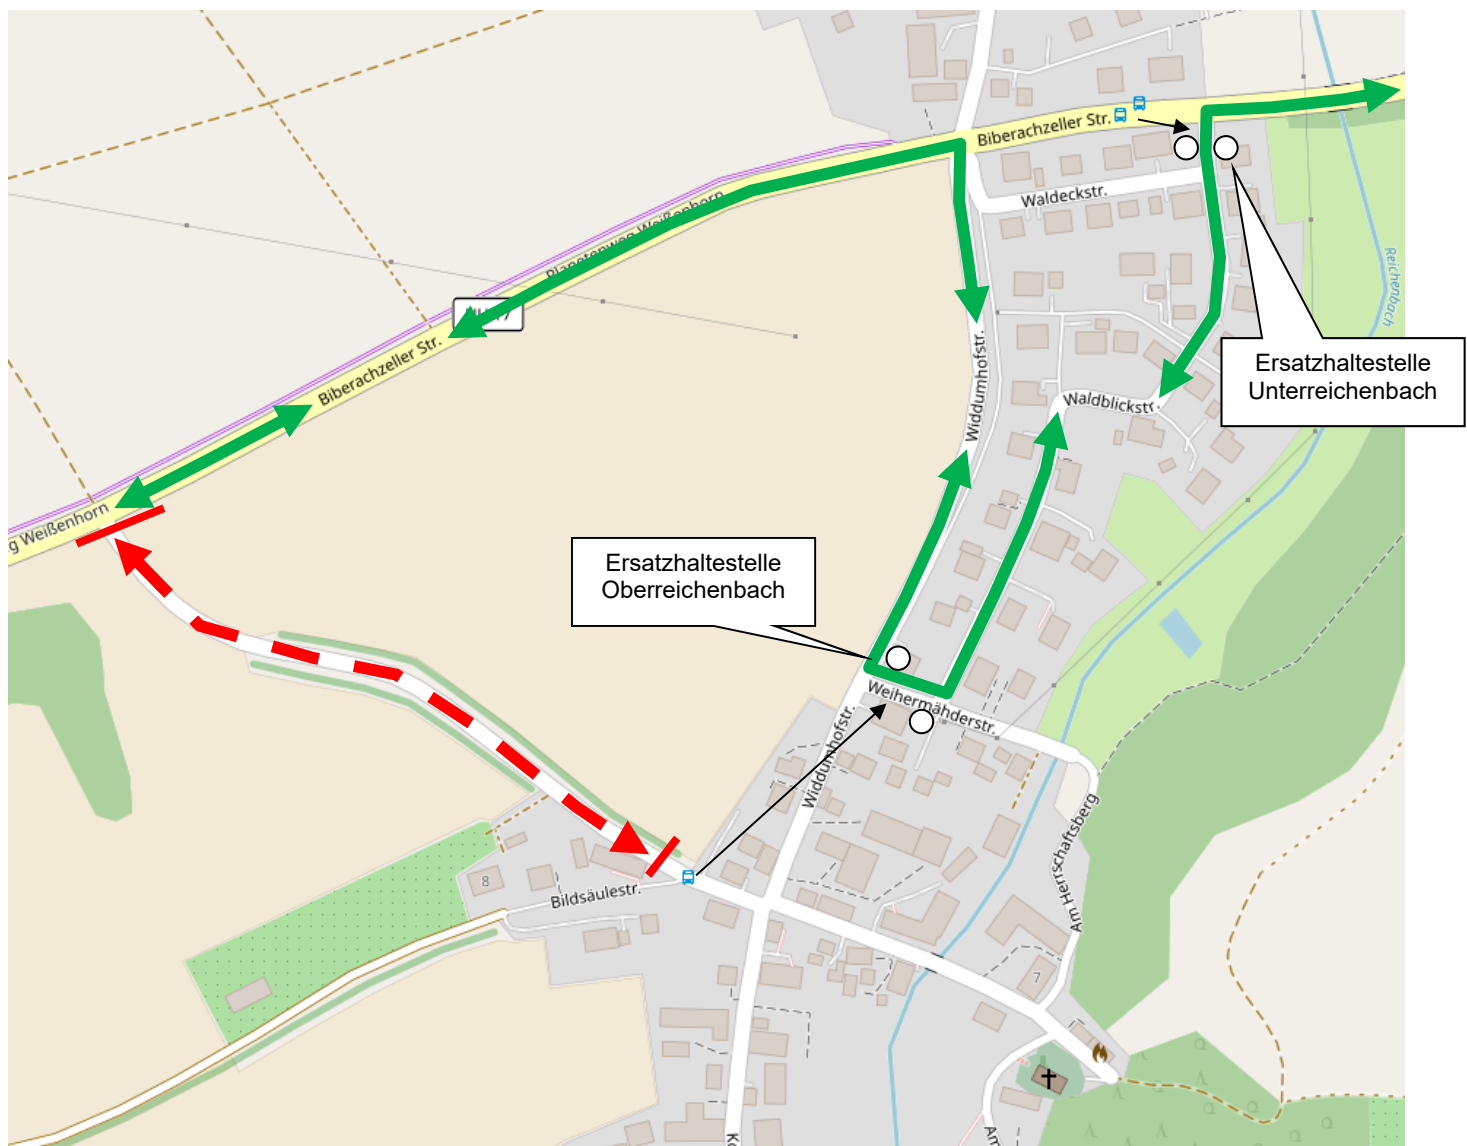 Biberachzeller Str.
Waldeckstr.
Planetenweg Weißenhorn
Reichenbach
Biberachzeller Str.
Widdumhofstr.
Ersatzhaltestelle
Unterreichenbach
Waldblickstr.
g Weißenhorn
Ersatzhaltestelle
Oberreichenbach
Weihermähderstr.
Widdumhofstr.
Am Herrschaftsberg
8
Bildsäulestr.
7
Am